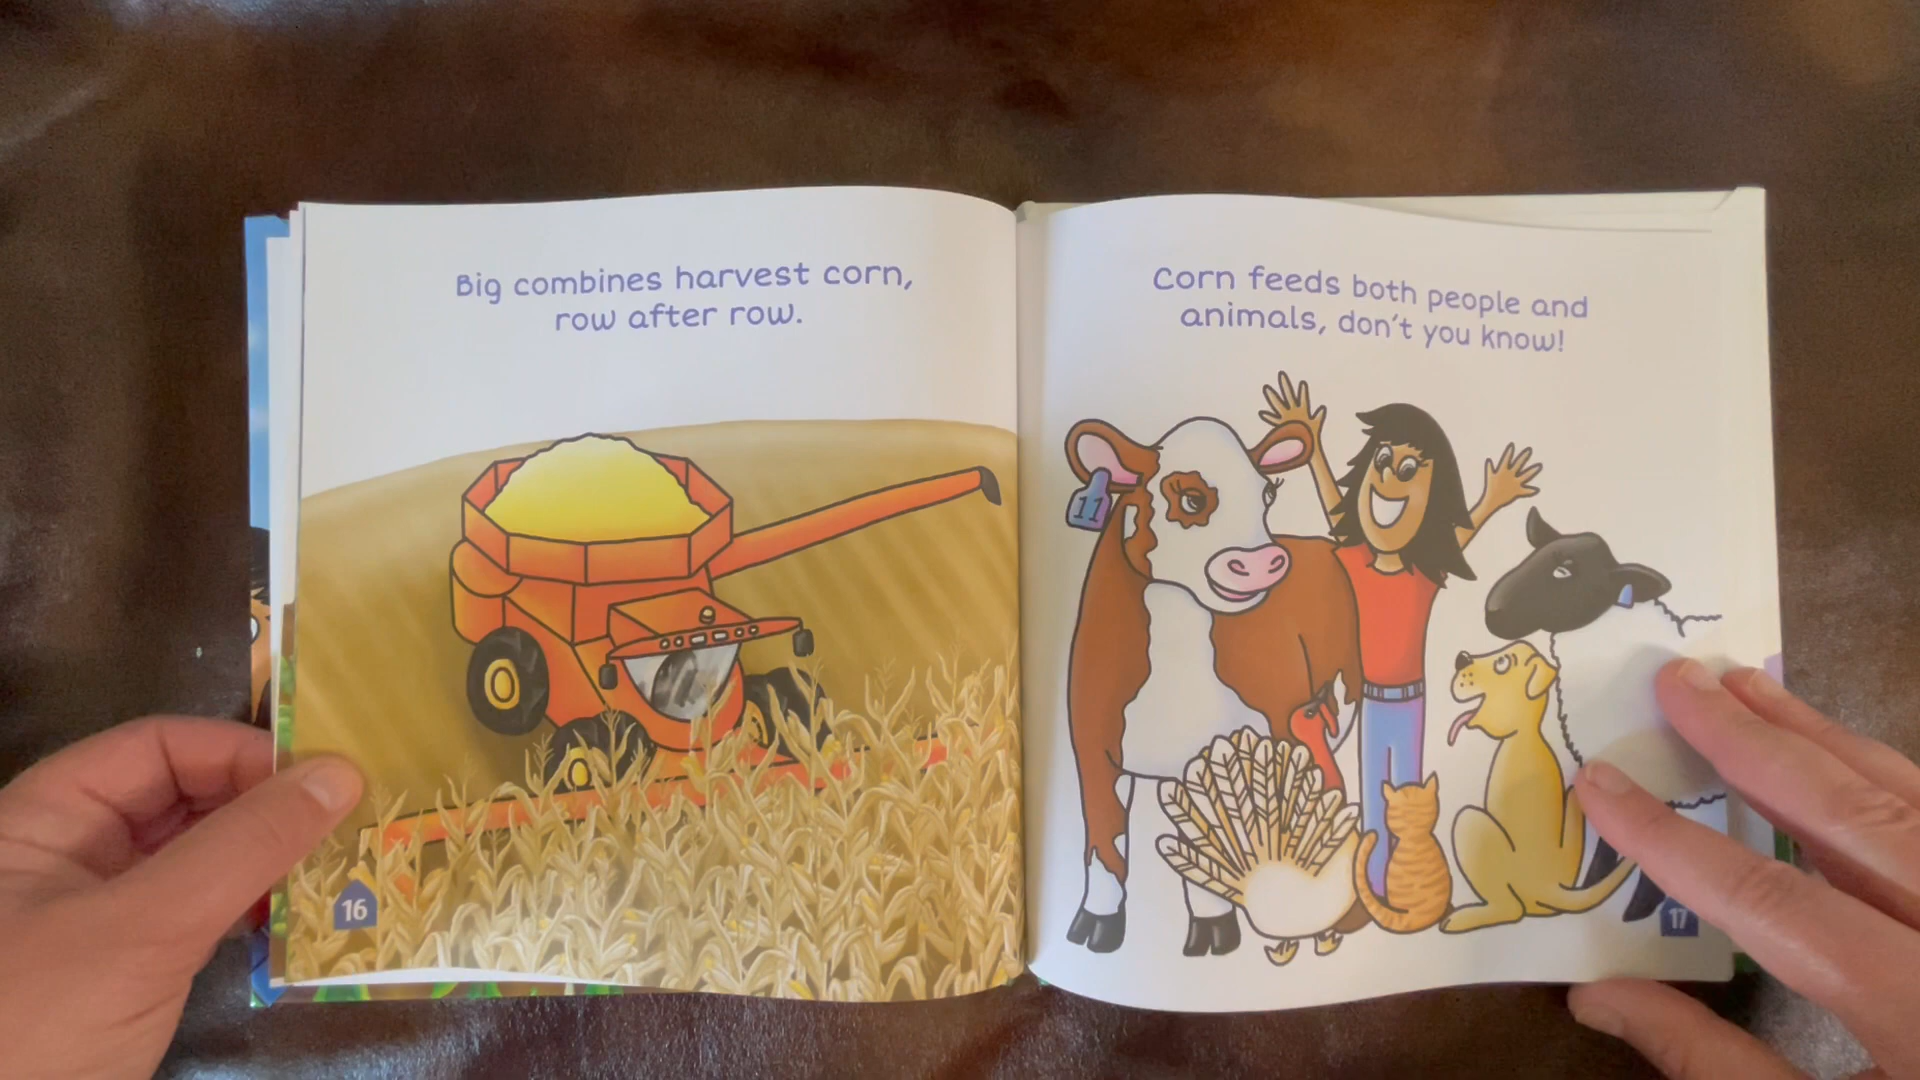 Big combines harvest corn,
row after row.
16
Corn feeds both people and
animals, don't you know!
11
17